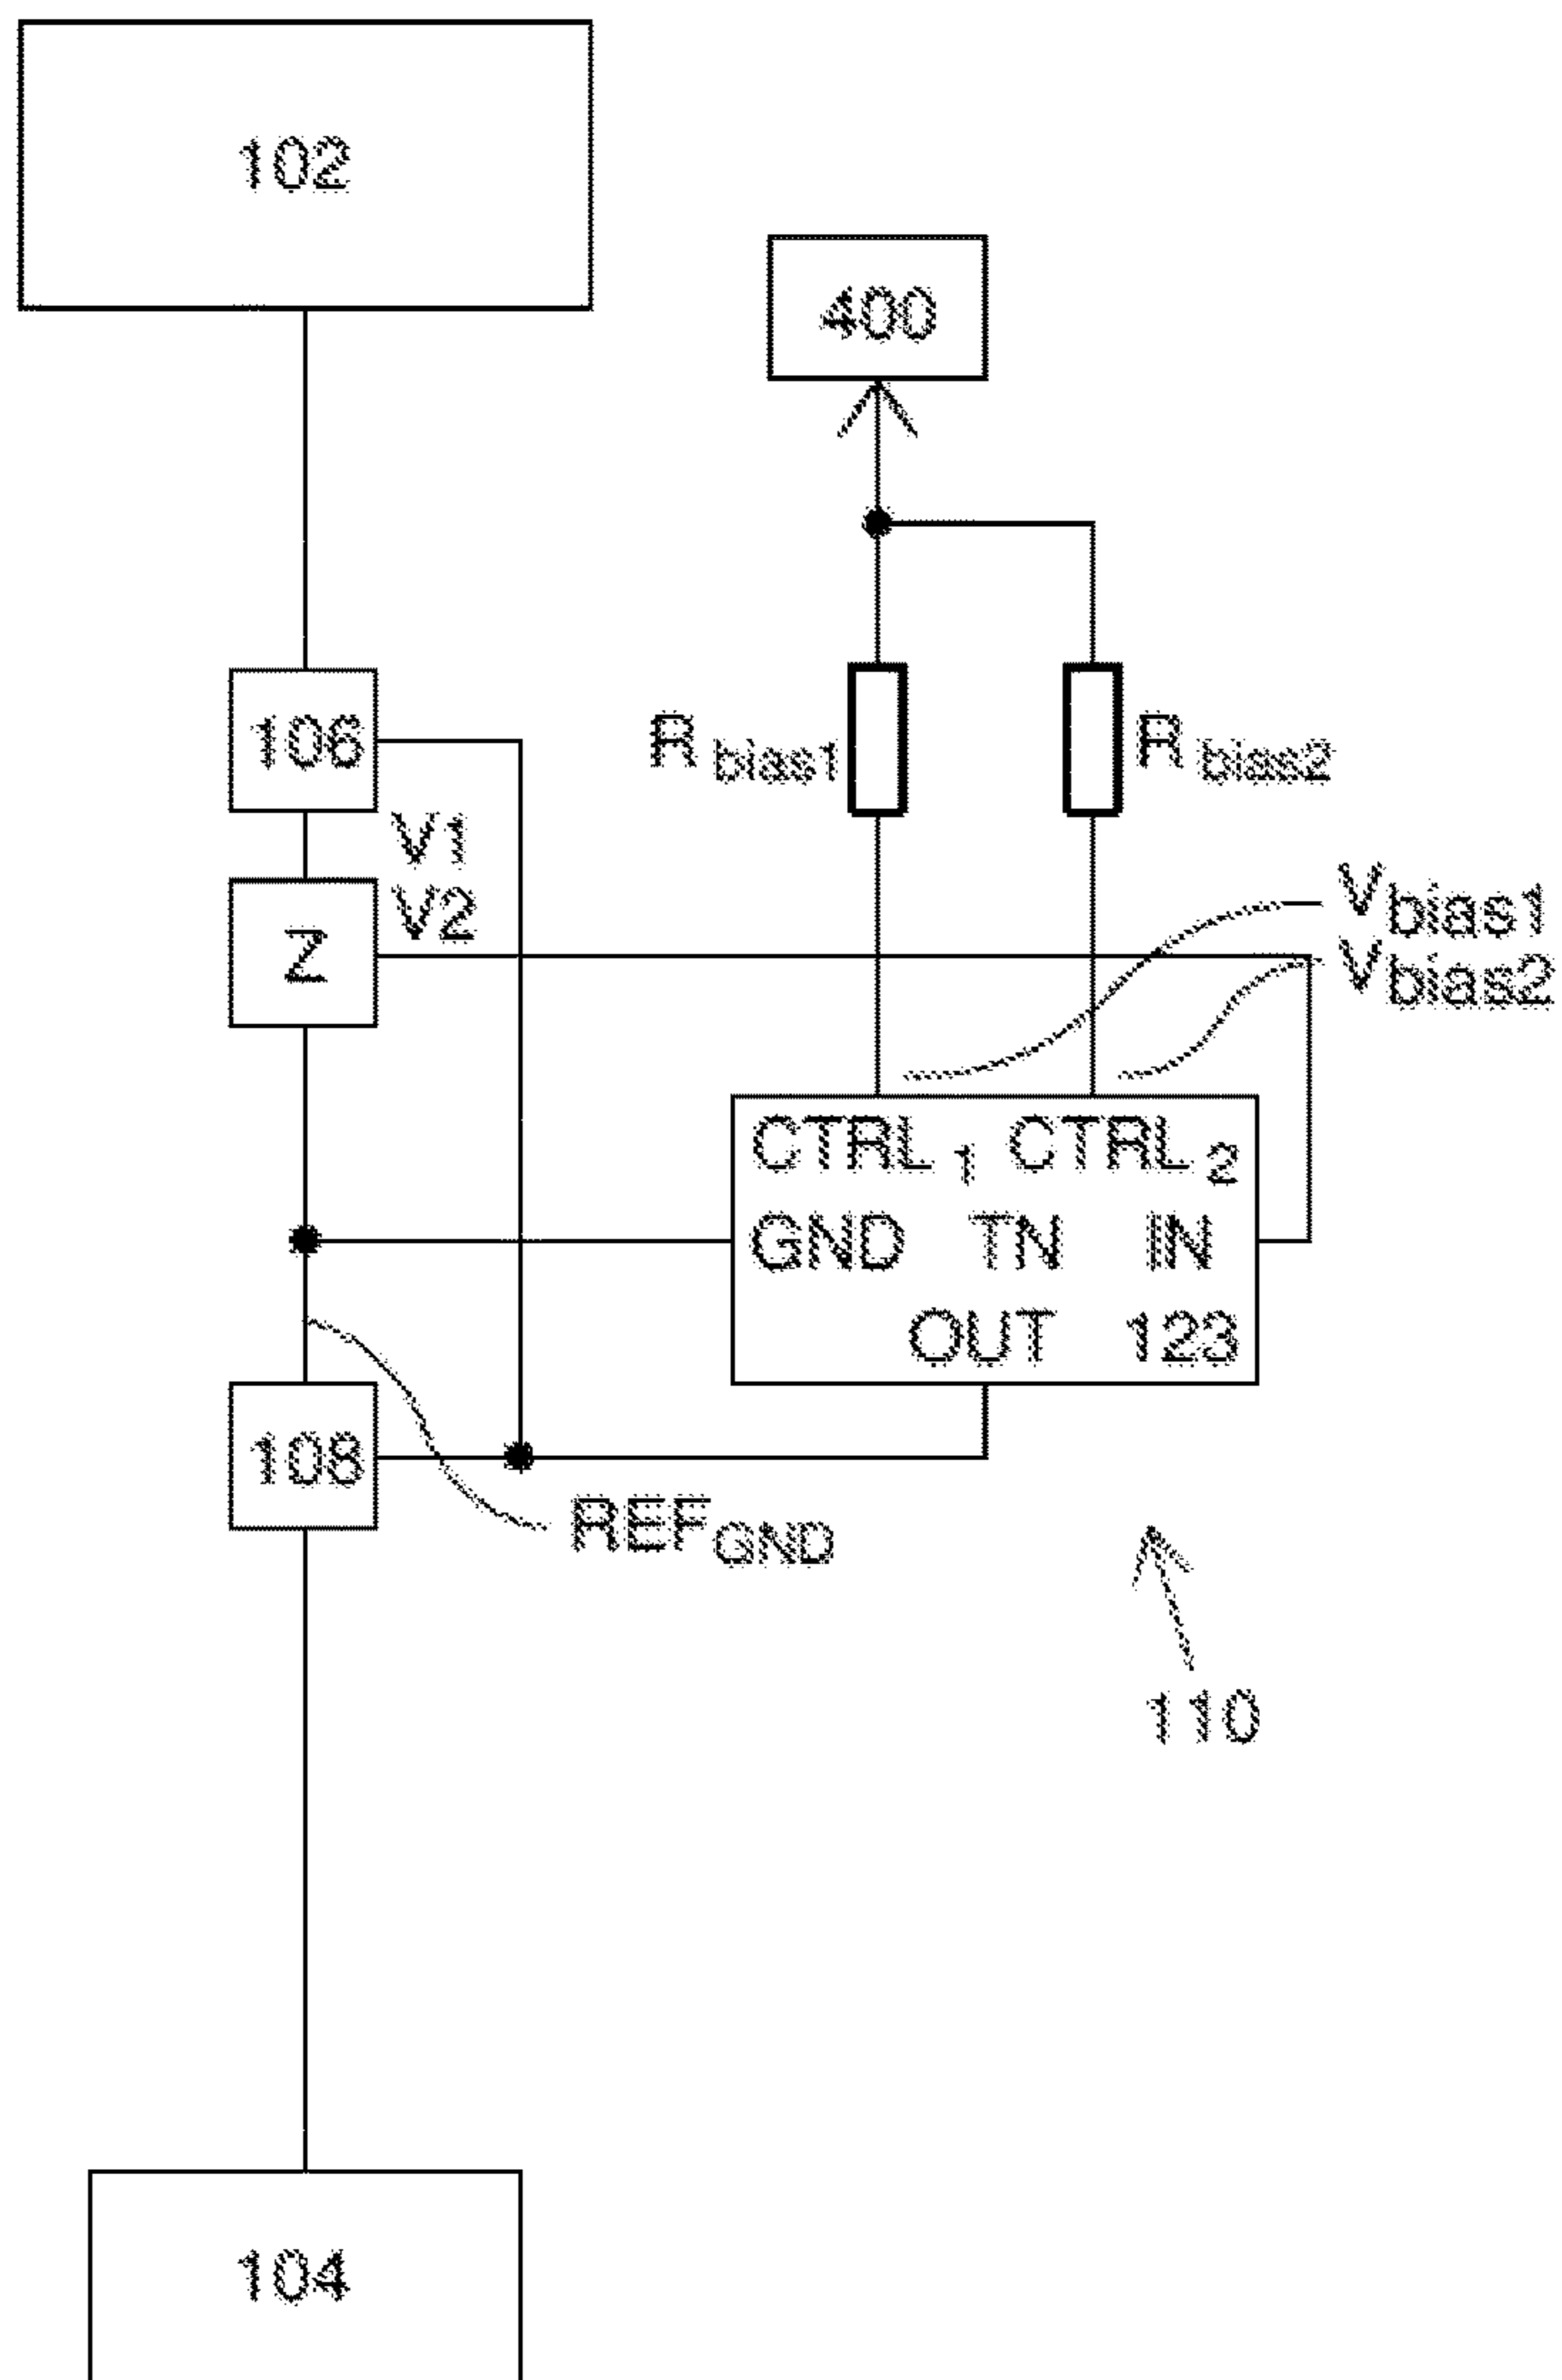 102
400
106
R bias1
R bias2
V1
V2
Z
Vbias1
Vbias2
CTRL 1 CTRL 2
GND TN IN
OUT 123
108
REFGND
110
104